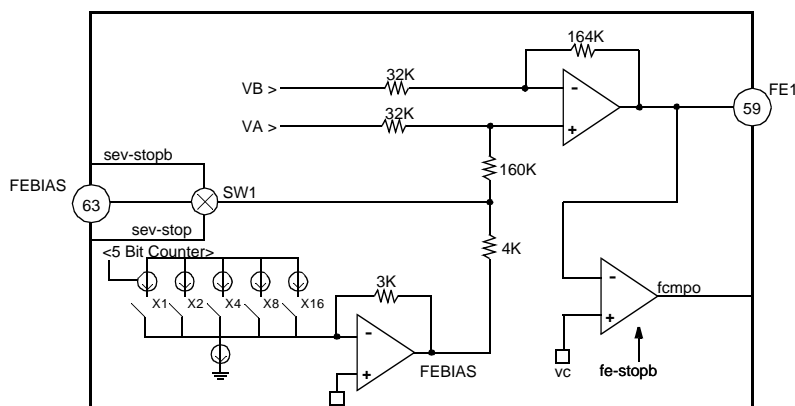 164K
32K
VB >
FE1
32K
59
VA >
sev-stopb
160K
FEBIAS
SW1
63
sev-stop
<5 Bit Counter>
4K
3K
X1 X2 X4 X8 X16
fcmpo
FEBIAS
vc
fe-stopb
-
+
-
+
-
+